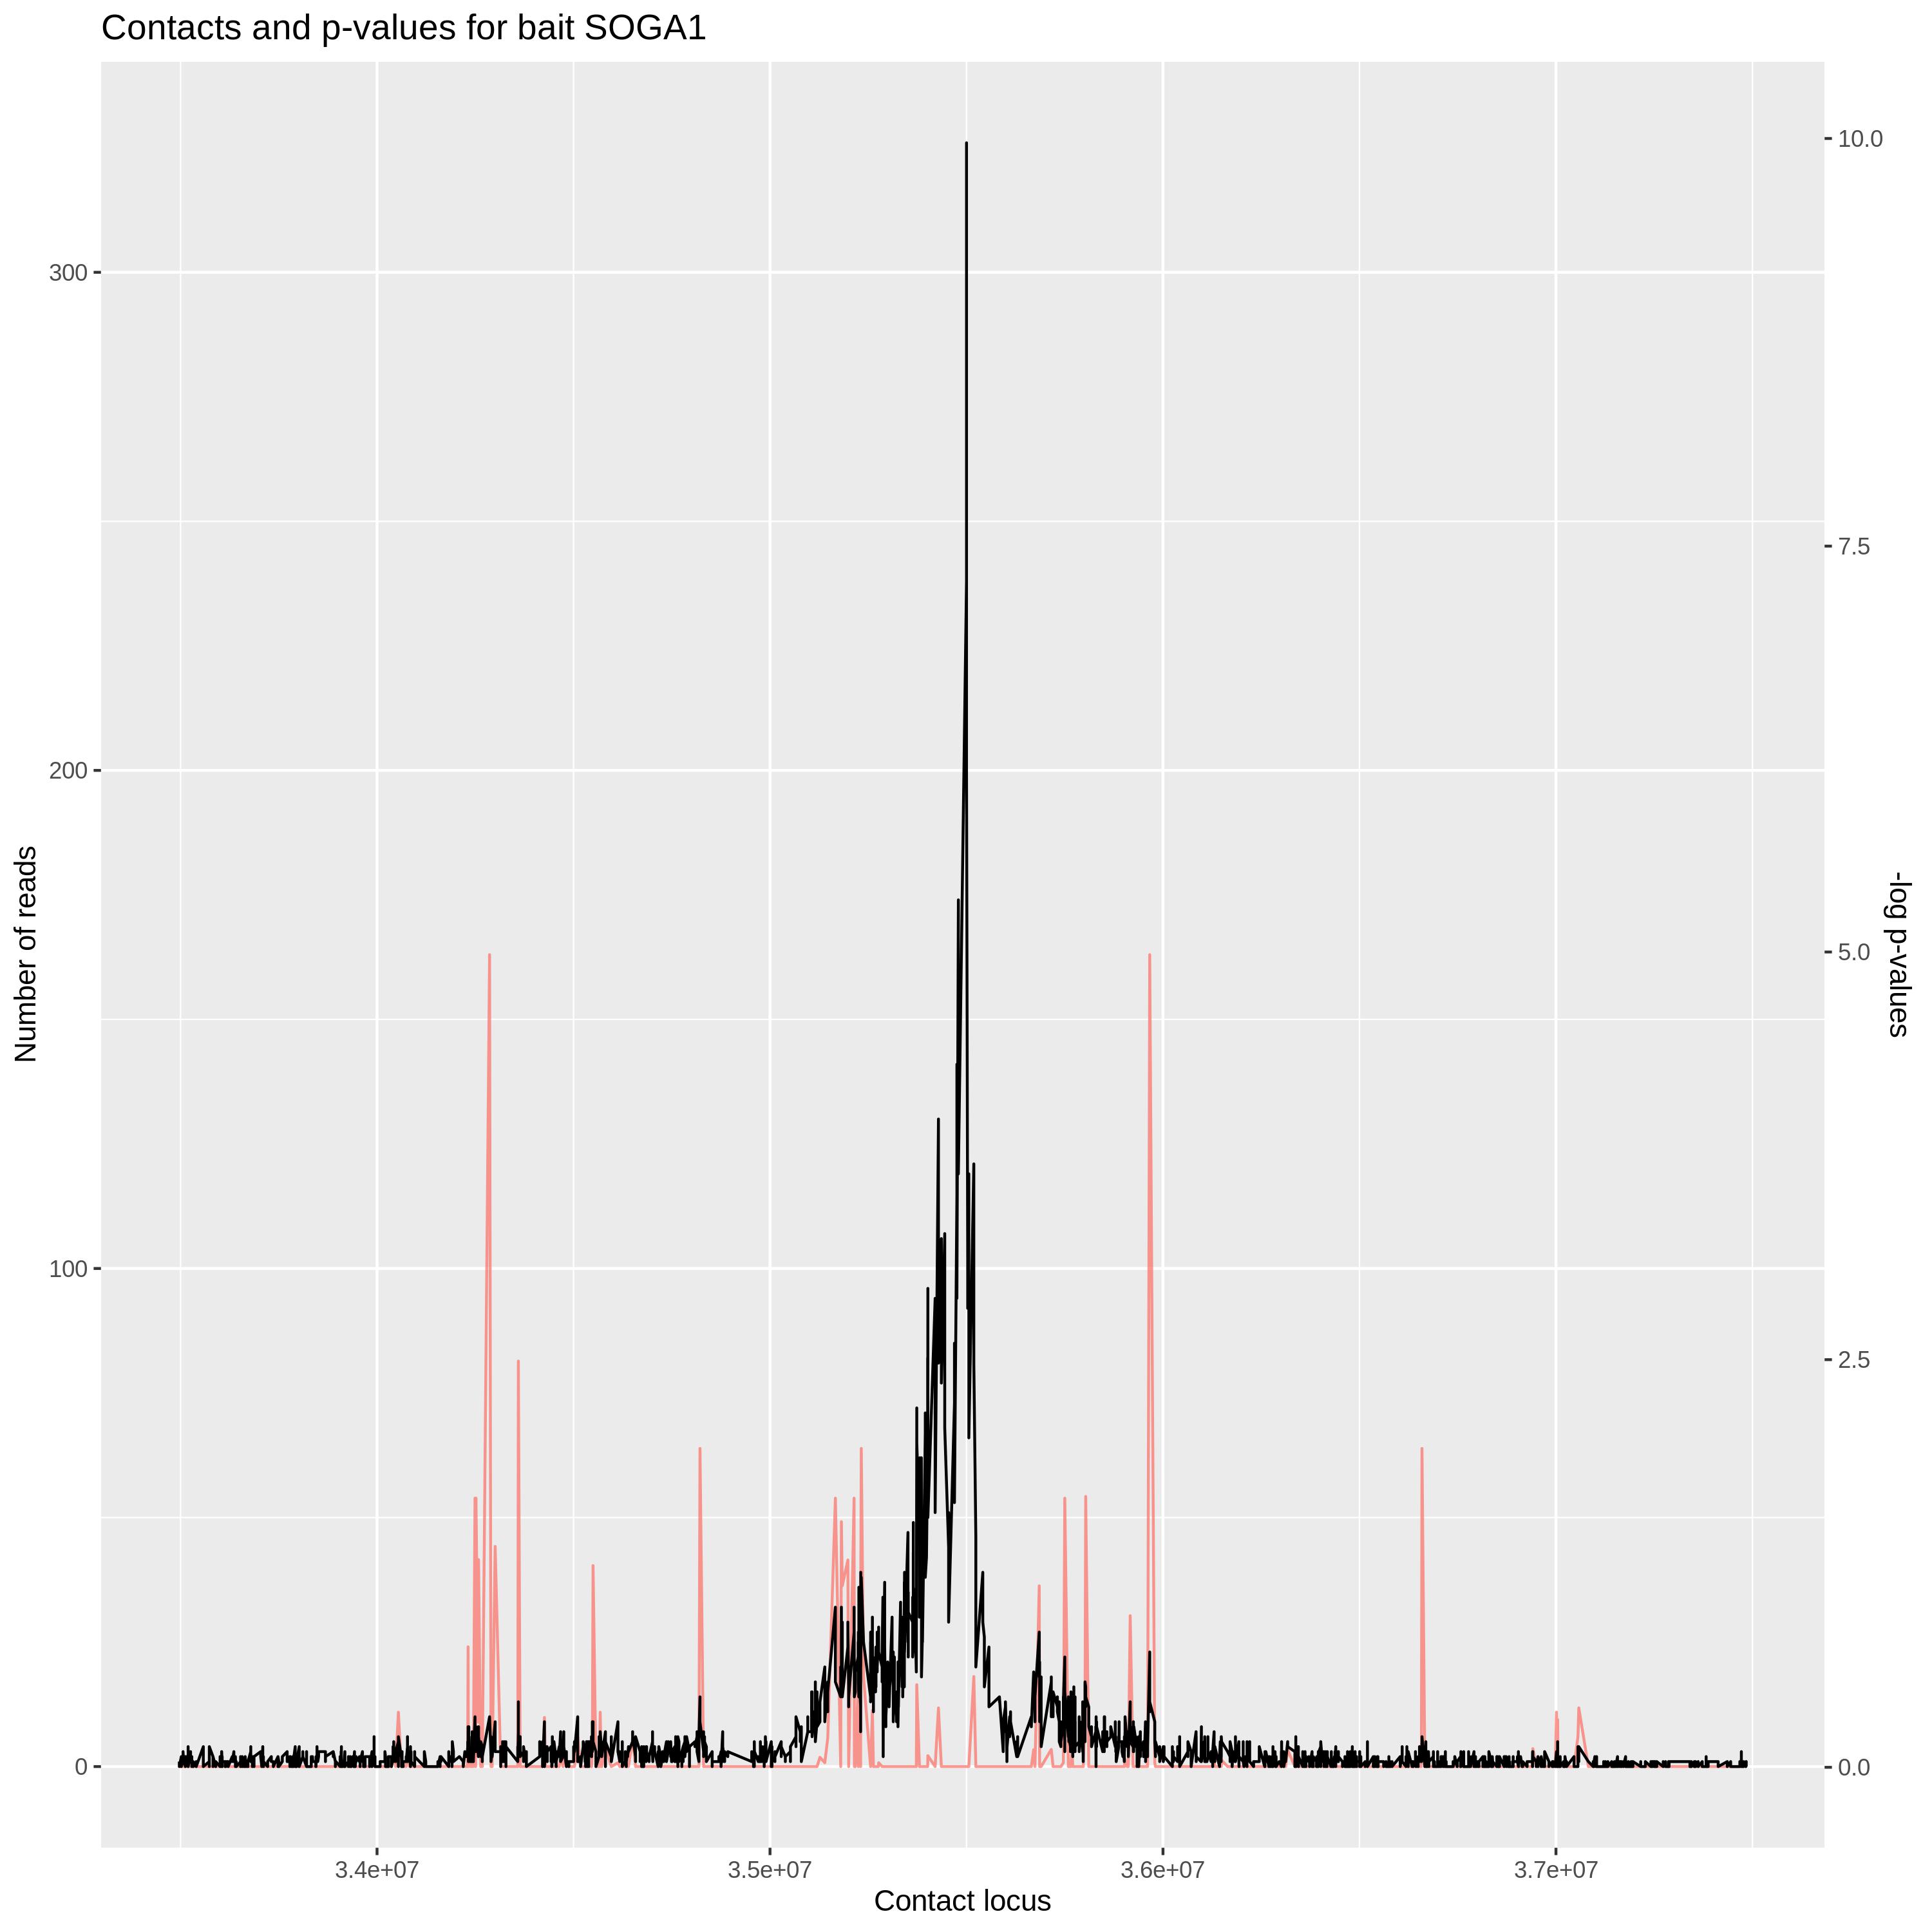 Contacts and p-values for bait SOGA1
Number of reads
300
200
100
0
10.0
7.5
5.0
2.5
0.0
-log p-values
3.4e+07
3.5e+07
3.6e+07
3.7e+07
Contact locus